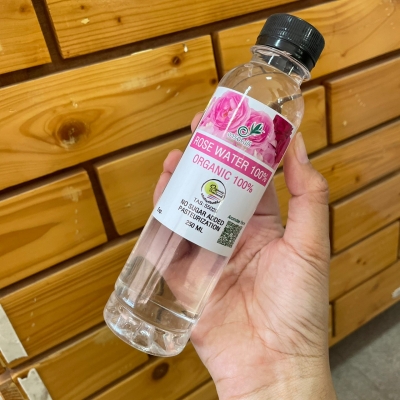 ROSE WATER 100%
ORGANIC 100%
NO SUGAR ADDED
PASTEURIZATION
250 ML